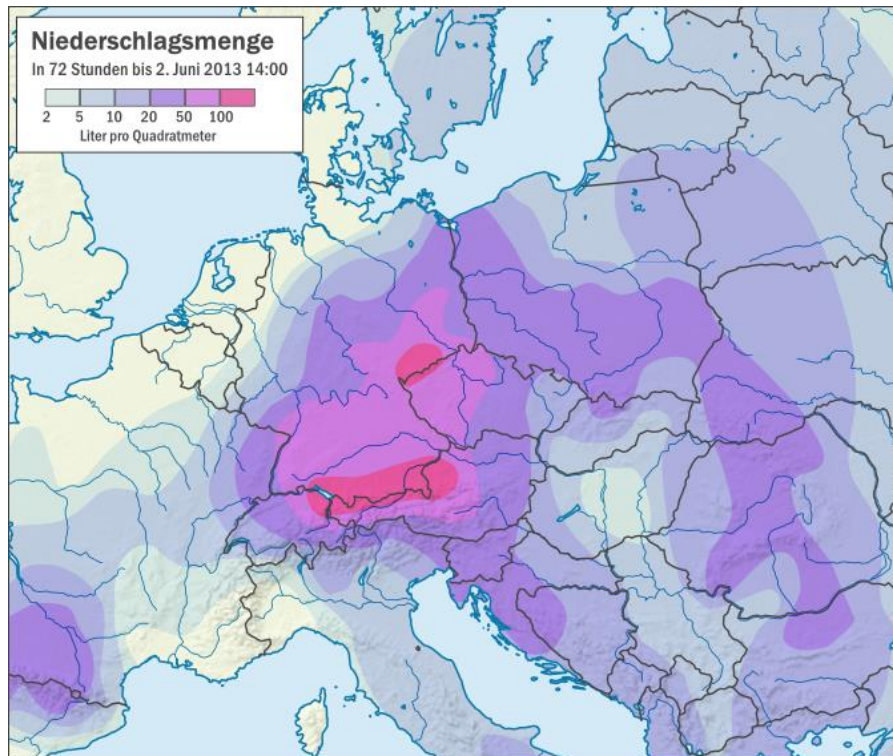 Niederschlagsmenge
In 72 Stunden bis 2. Juni 2013 14:00
2 5 10 20 50 100
Liter pro Quadratmeter